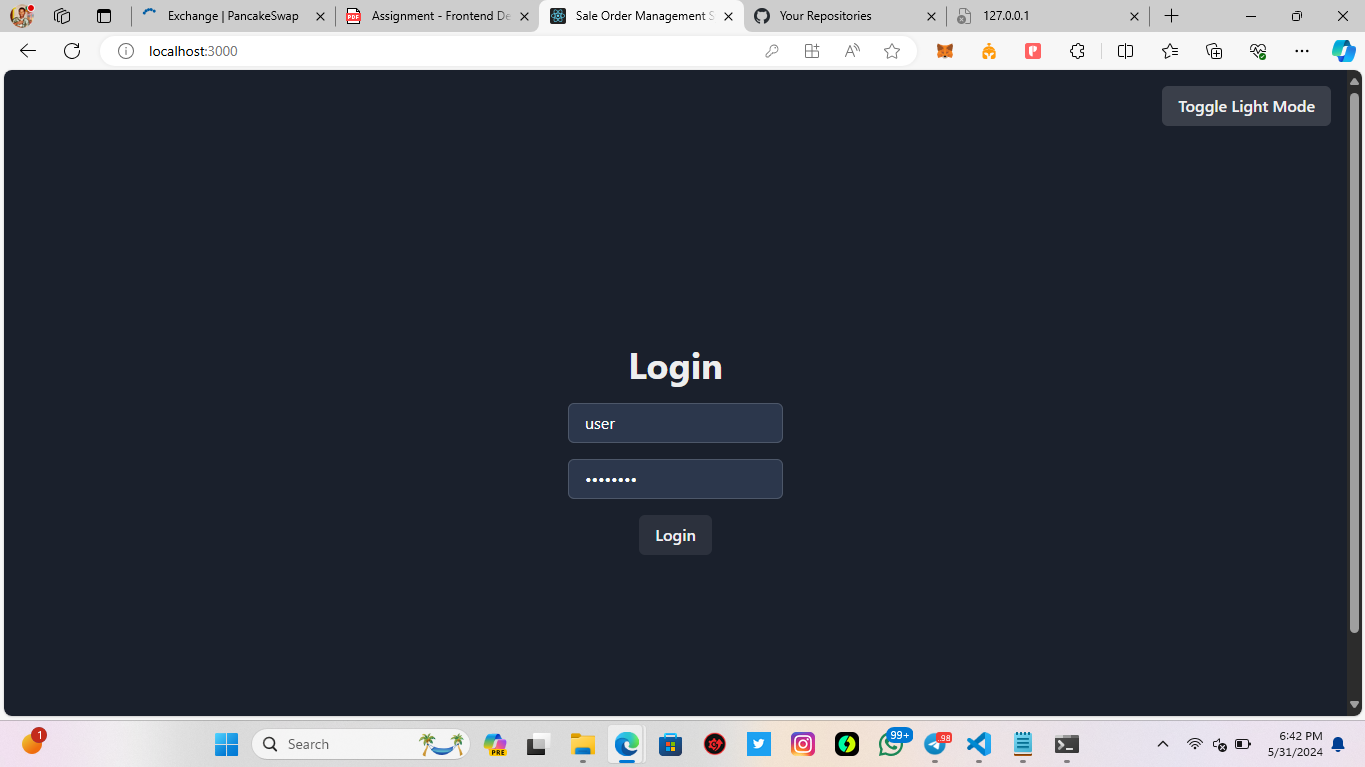 Exchange | PancakeSwap
Assignment - Frontend De
Sale Order Management S
Your Repositories
127.0.0.1
localhost:3000
Toggle Light Mode
Login
user
••••••••
Login
1
Search
PRE
99+
98
6:42 PM
5/31/2024